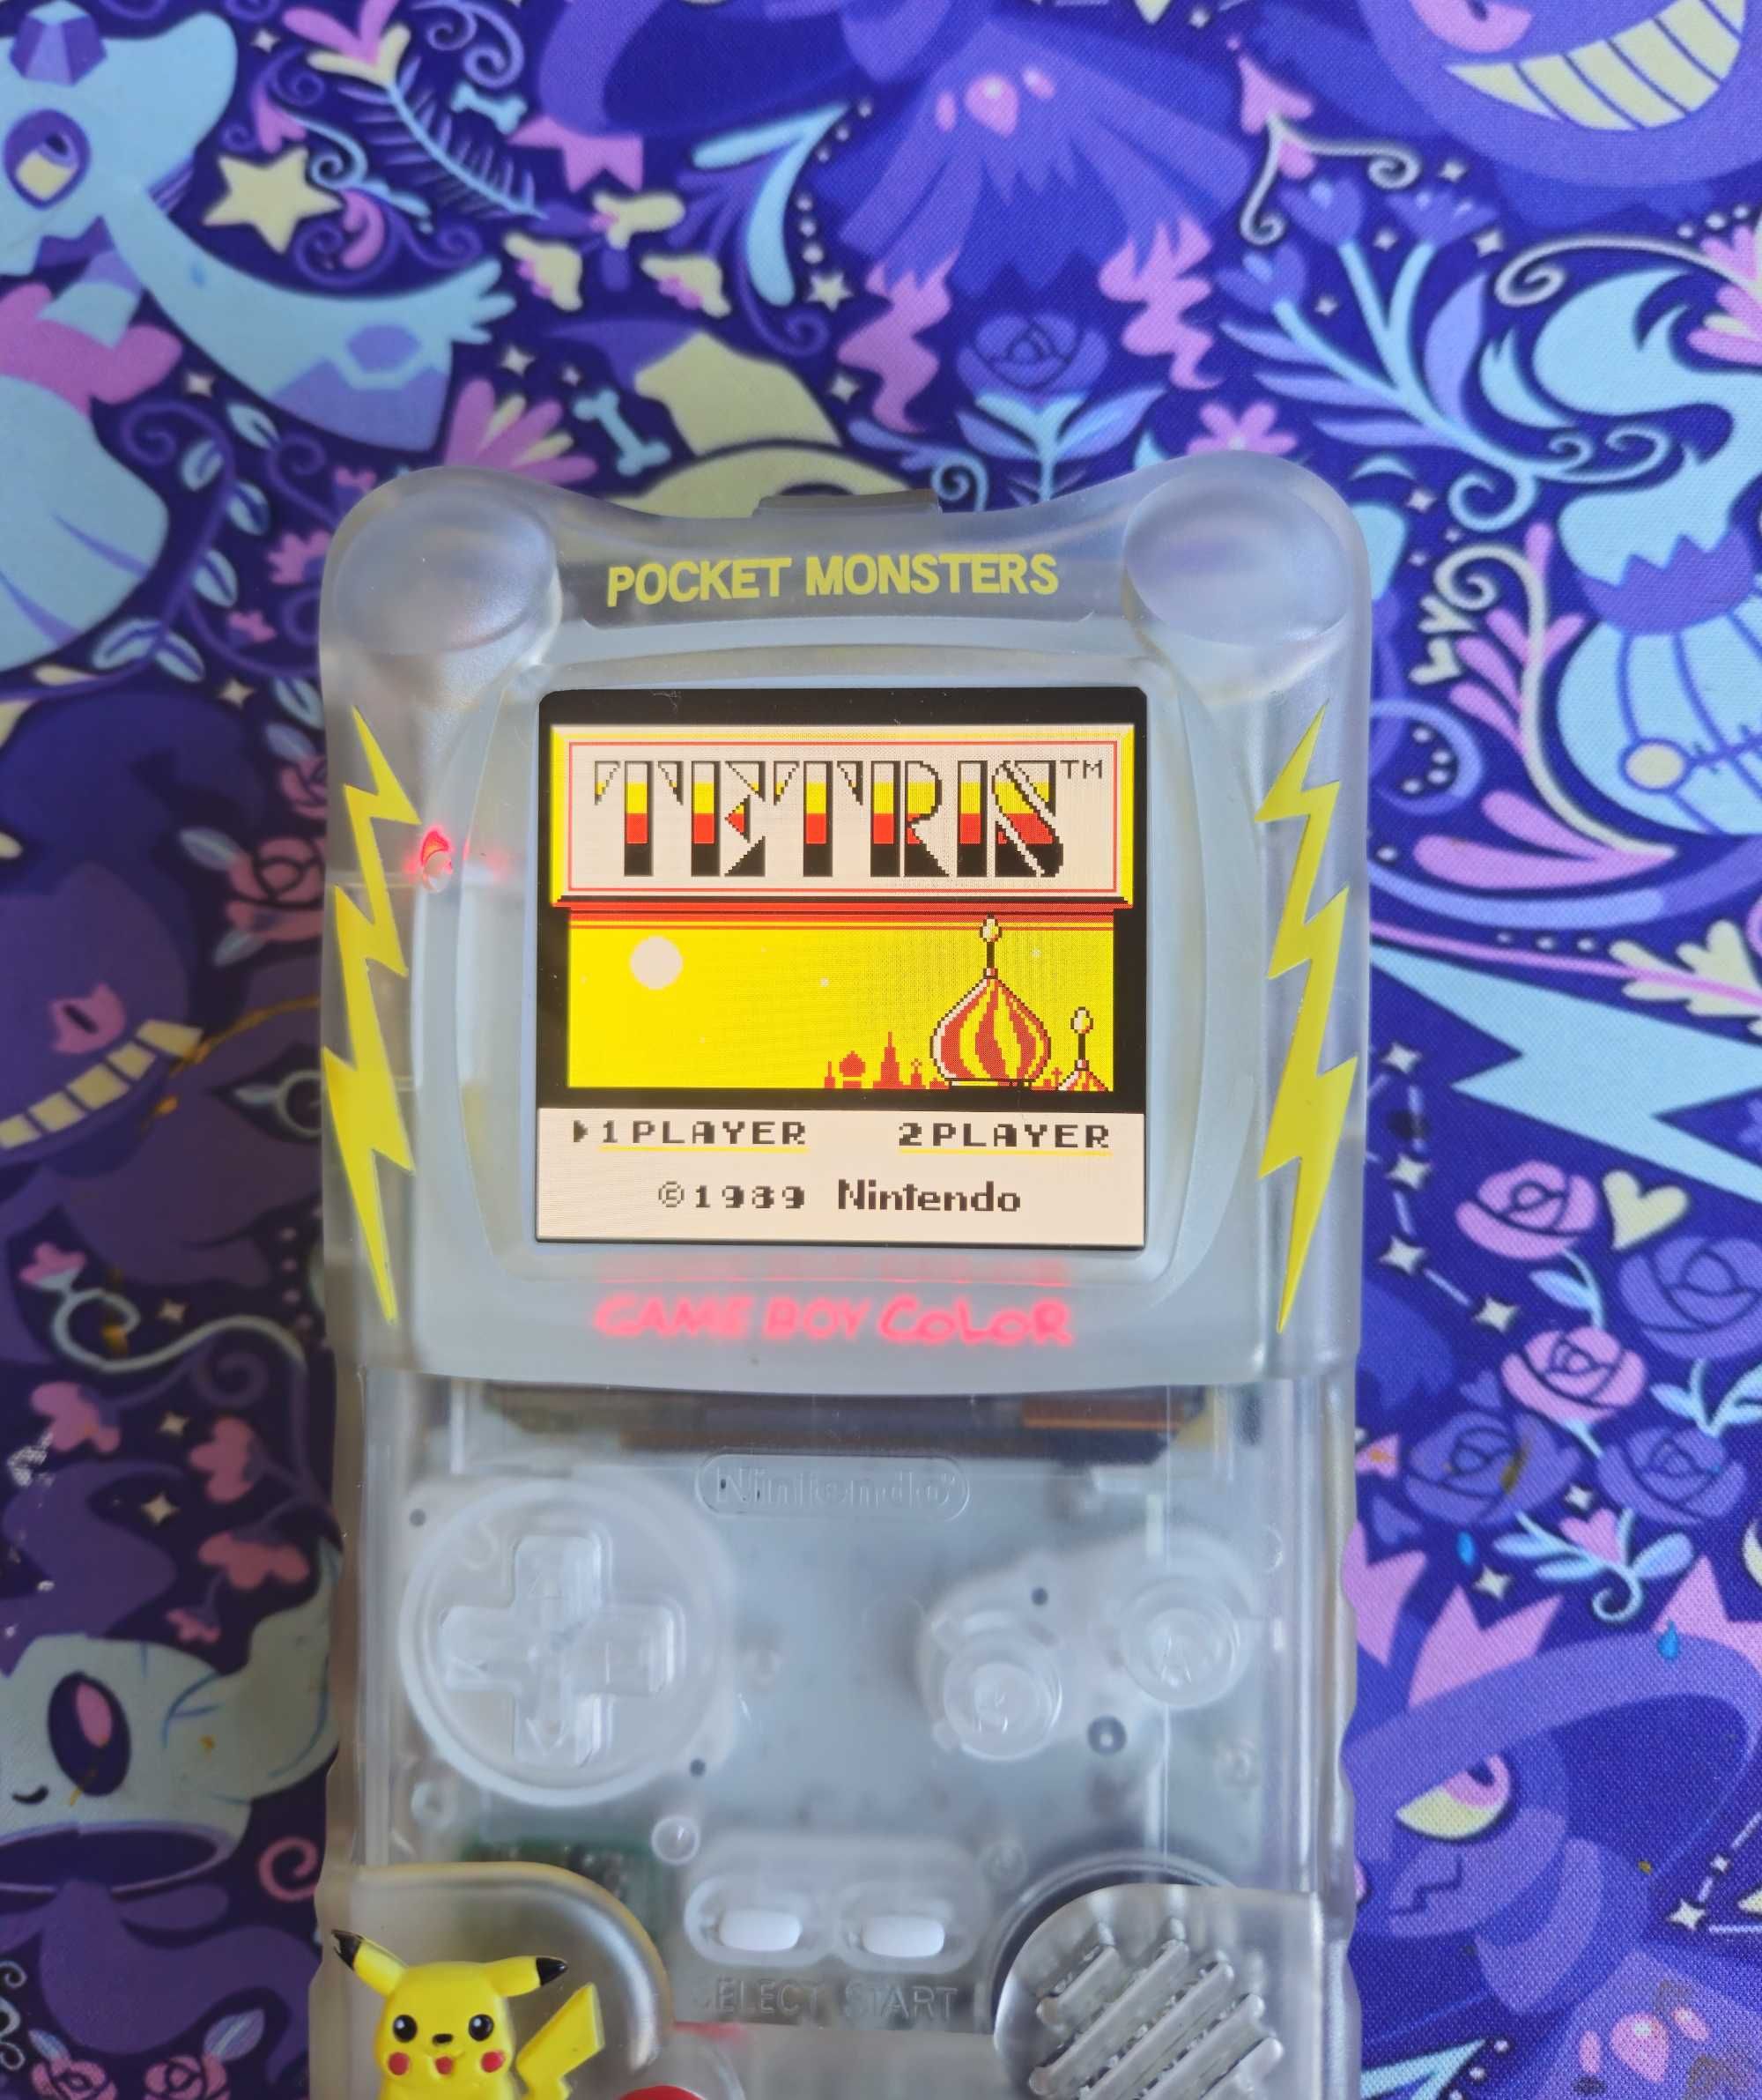 POCKET MONSTERS
TETRIS™
1PLAYER 2PLAYER
©1989 Nintendo
GAME BOY COLOR
Nintendo®
B A
SELECT START